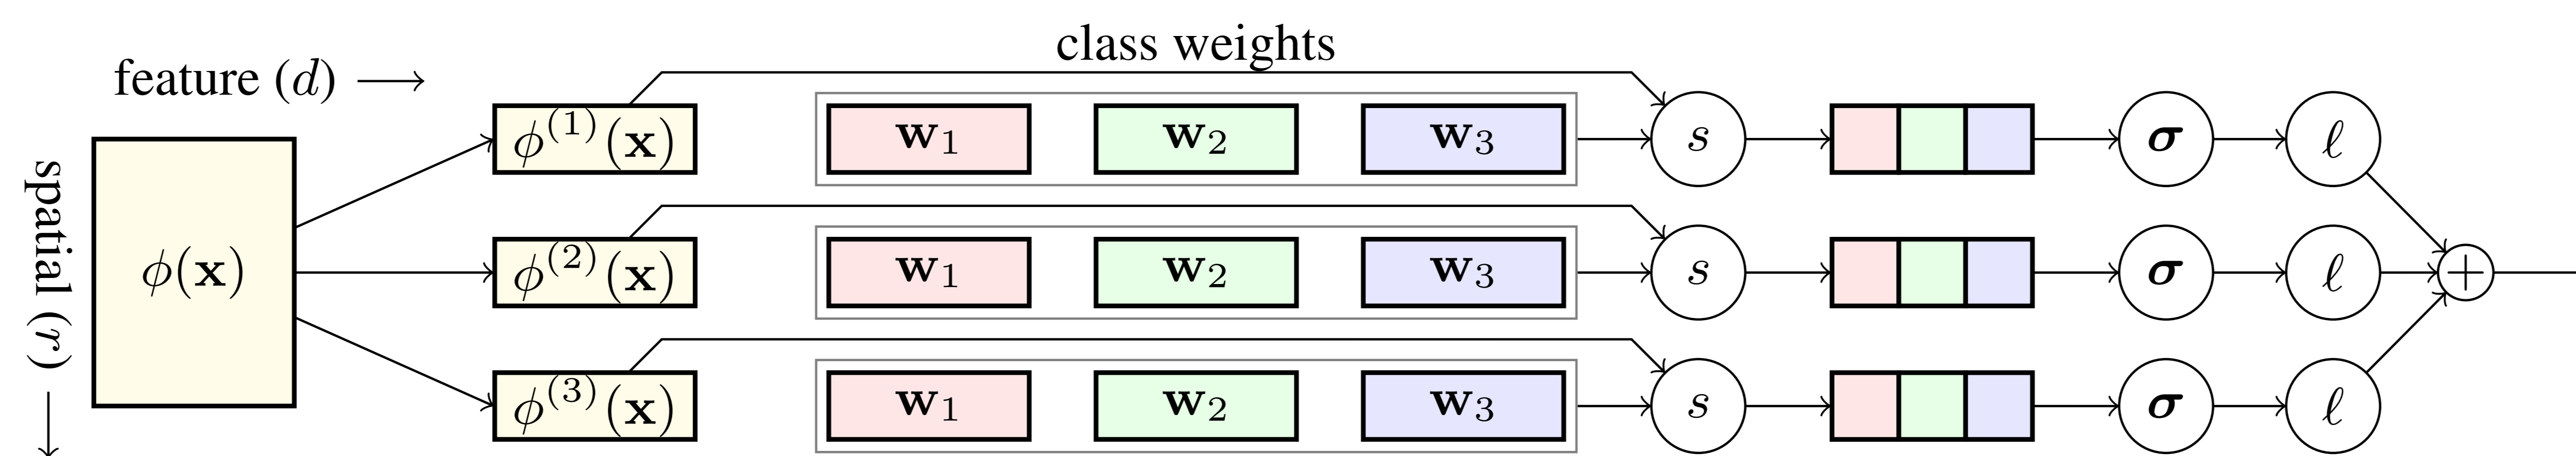 class weights
feature (d) →
spatial (r) →
ϕ(𝐱)
ϕ⁽¹⁾(𝐱) 𝐰₁ 𝐰₂ 𝐰₃ s 𝝈 ℓ
ϕ⁽²⁾(𝐱) 𝐰₁ 𝐰₂ 𝐰₃ s 𝝈 ℓ +
ϕ⁽³⁾(𝐱) 𝐰₁ 𝐰₂ 𝐰₃ s 𝝈 ℓ